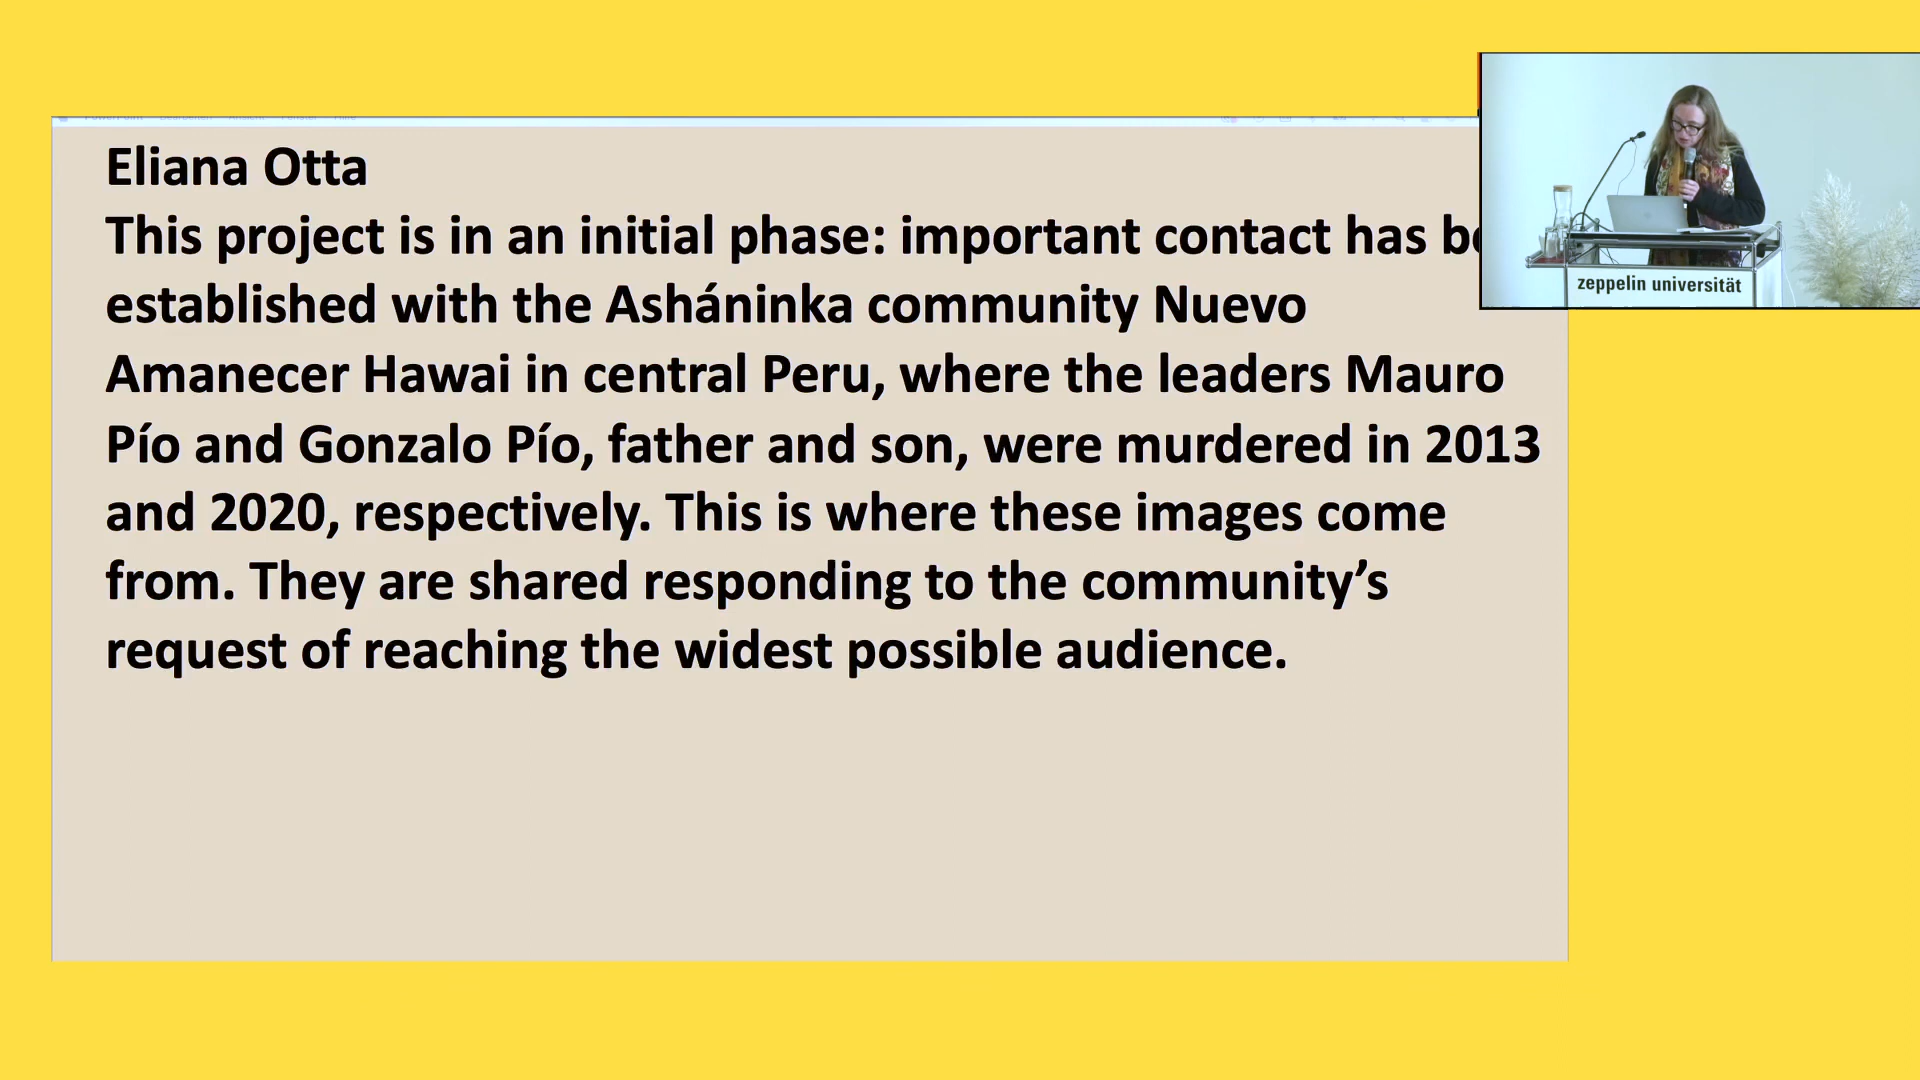 Eliana Otta
This project is in an initial phase: important contact has
established with the Asháninka community Nuevo
Amanecer Hawai in central Peru, where the leaders Mauro
Pío and Gonzalo Pío, father and son, were murdered in 2013
and 2020, respectively. This is where these images come
from. They are shared responding to the community’s
request of reaching the widest possible audience.
zeppelin universität